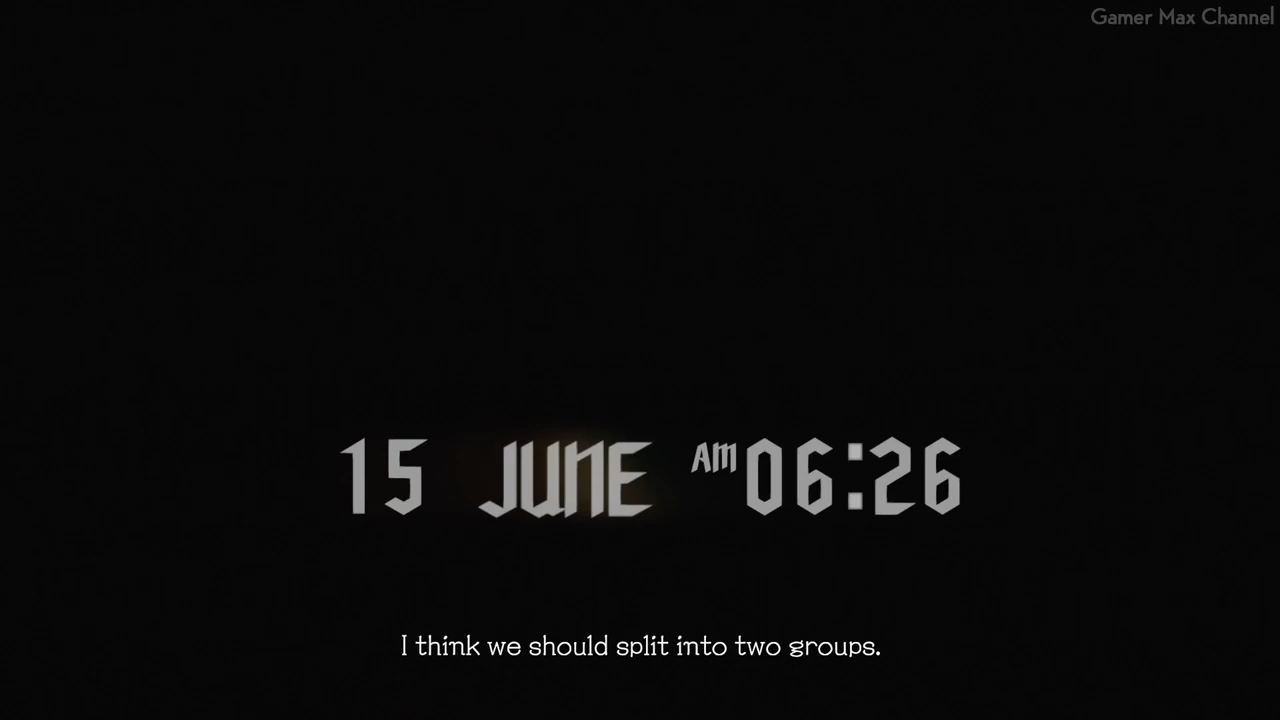 Gamer Max Channel
15 JUNE AM 06:26
I think we should split into two groups.